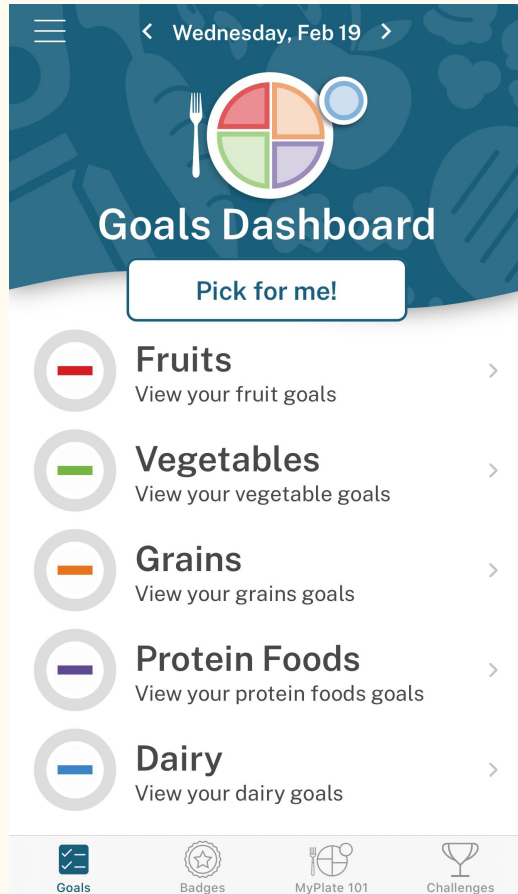 Wednesday, Feb 19
Goals Dashboard
Pick for me!
Fruits
View your fruit goals
Vegetables
View your vegetable goals
Grains
View your grains goals
Protein Foods
View your protein foods goals
Dairy
View your dairy goals
Goals
Badges
MyPlate 101
Challenges